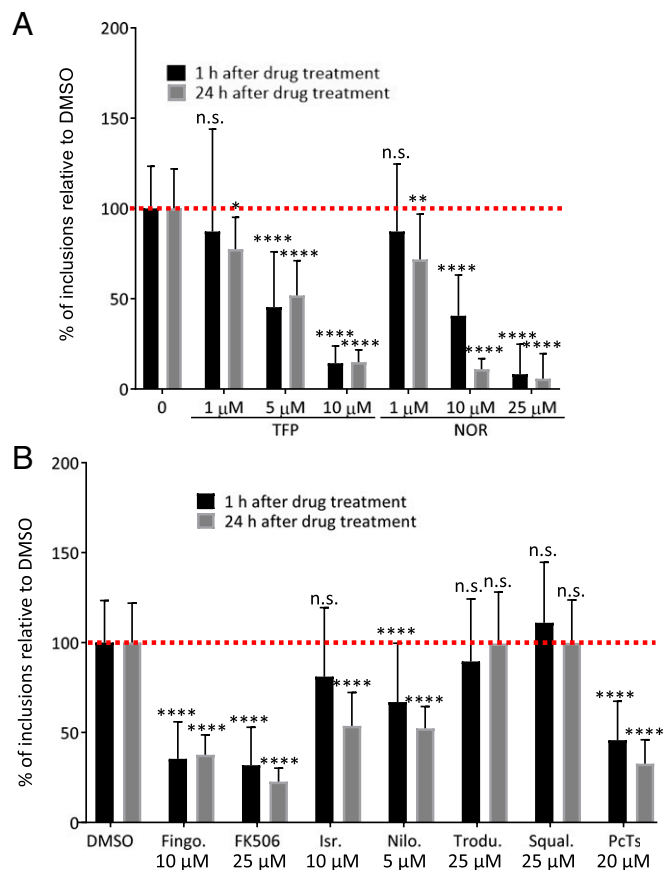 A
% of inclusions relative to DMSO
200
150
100
50
0
1 h after drug treatment
24 h after drug treatment
n.s.
*
****
****
****
****
n.s.
**
****
****
****
****
0
1 µM
5 µM
10 µM
1 µM
10 µM
25 µM
TFP
NOR
B
% of inclusions relative to DMSO
200
150
100
50
0
1 h after drug treatment
24 h after drug treatment
****
****
****
****
n.s.
****
****
****
n.s.
n.s.
n.s.
n.s.
****
****
DMSO Fingo. FK506 Isr. Nilo. Trodu. Squal. PcTs
10 µM 25 µM 10 µM 5 µM 25 µM 25 µM 20 µM